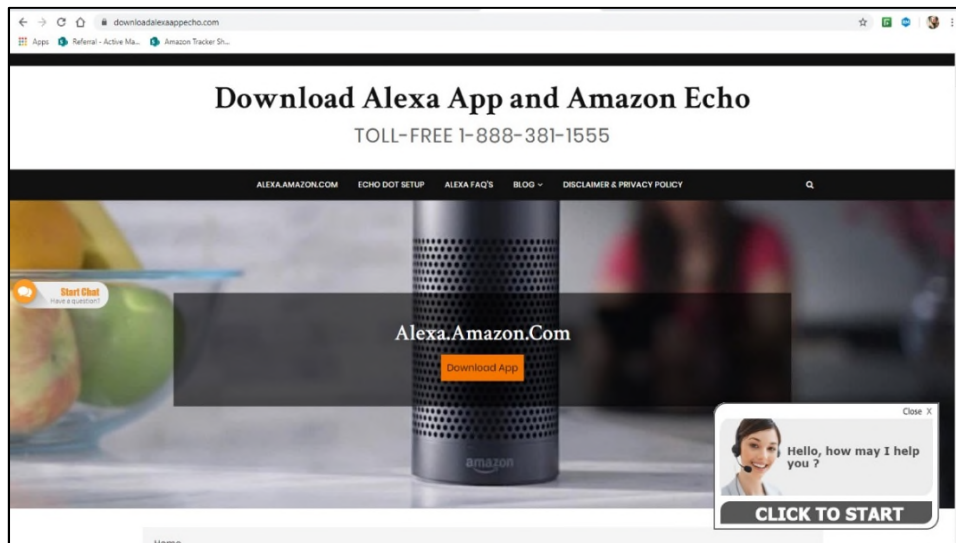 downloadalexaappecho.com
Apps Referral - Active Ma... Amazon Tracker Sh...
Download Alexa App and Amazon Echo
TOLL-FREE 1-888-381-1555
ALEXA.AMAZON.COM ECHO DOT SETUP ALEXA FAQ'S BLOG DISCLAIMER & PRIVACY POLICY
Start Chat
Have a question?
Alexa.Amazon.Com
Download App
amazon
Close X
Hello, how may I help
you ?
CLICK TO START
Home